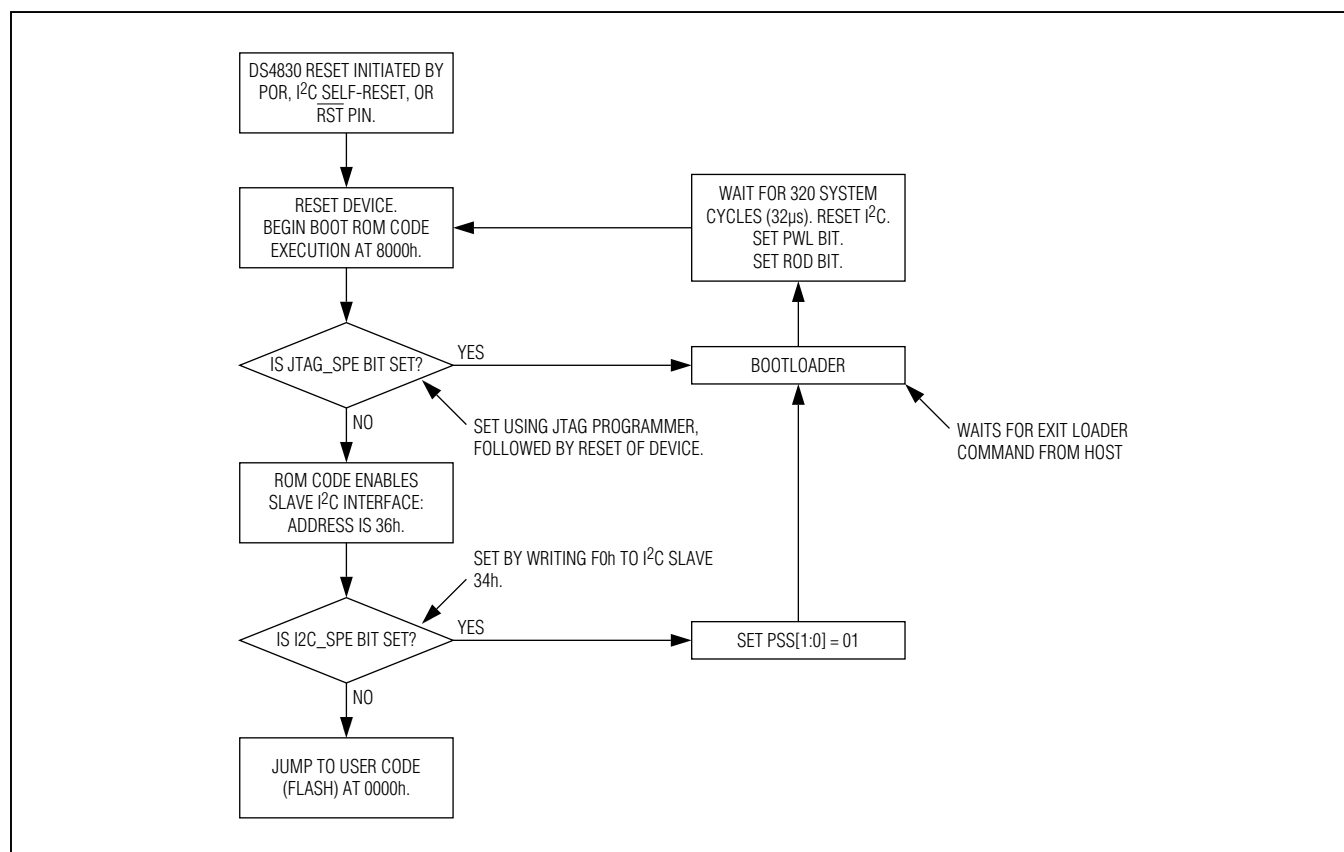 DS4830 RESET INITIATED BY
POR, I2C SELF-RESET, OR
RST PIN.
RESET DEVICE.
BEGIN BOOT ROM CODE
EXECUTION AT 8000h.
WAIT FOR 320 SYSTEM
CYCLES (32µs). RESET I2C.
SET PWL BIT.
SET ROD BIT.
IS JTAG_SPE BIT SET?
YES
BOOTLOADER
NO
SET USING JTAG PROGRAMMER,
FOLLOWED BY RESET OF DEVICE.
WAITS FOR EXIT LOADER
COMMAND FROM HOST
ROM CODE ENABLES
SLAVE I2C INTERFACE:
ADDRESS IS 36h.
SET BY WRITING F0h TO I2C SLAVE
34h.
IS I2C_SPE BIT SET?
YES
SET PSS[1:0] = 01
NO
JUMP TO USER CODE
(FLASH) AT 0000h.